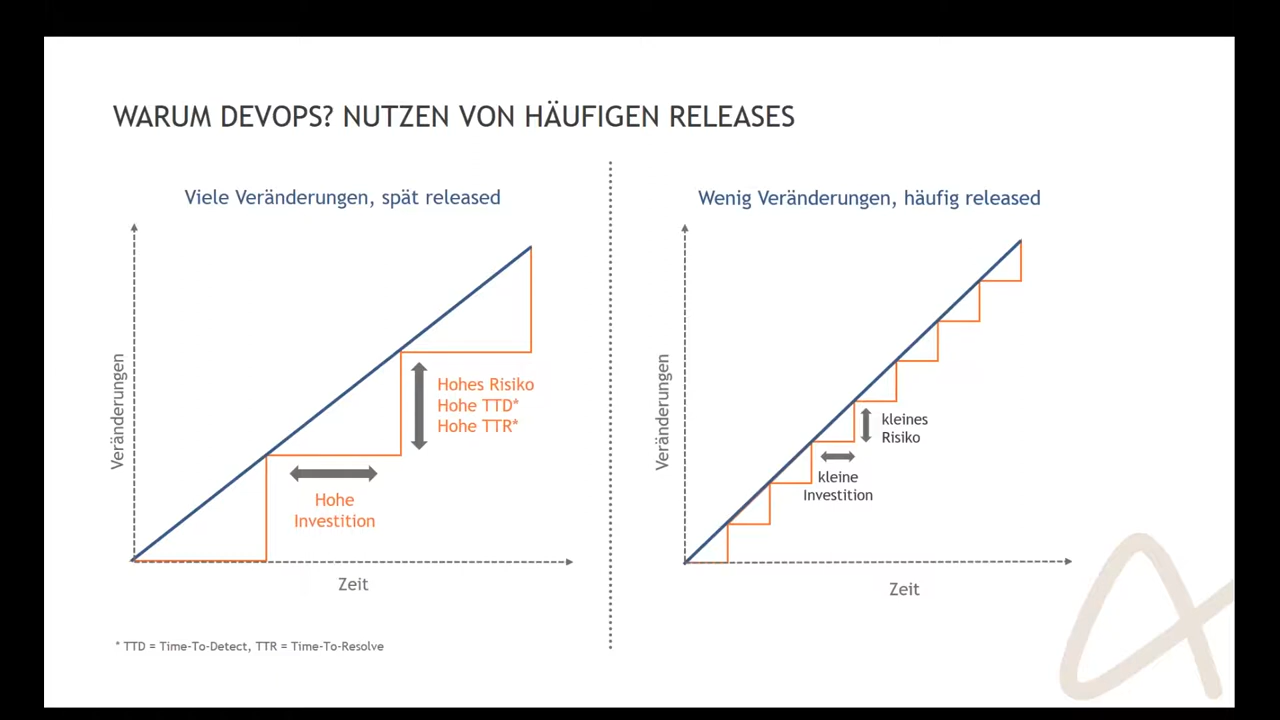 WARUM DEVOPS? NUTZEN VON HÄUFIGEN RELEASES
Viele Veränderungen, spät released
Veränderungen
Hohes Risiko
Hohe TTD*
Hohe TTR*
Hohe
Investition
Zeit
* TTD = Time-To-Detect, TTR = Time-To-Resolve
Wenig Veränderungen, häufig released
Veränderungen
kleines
Risiko
kleine
Investition
Zeit